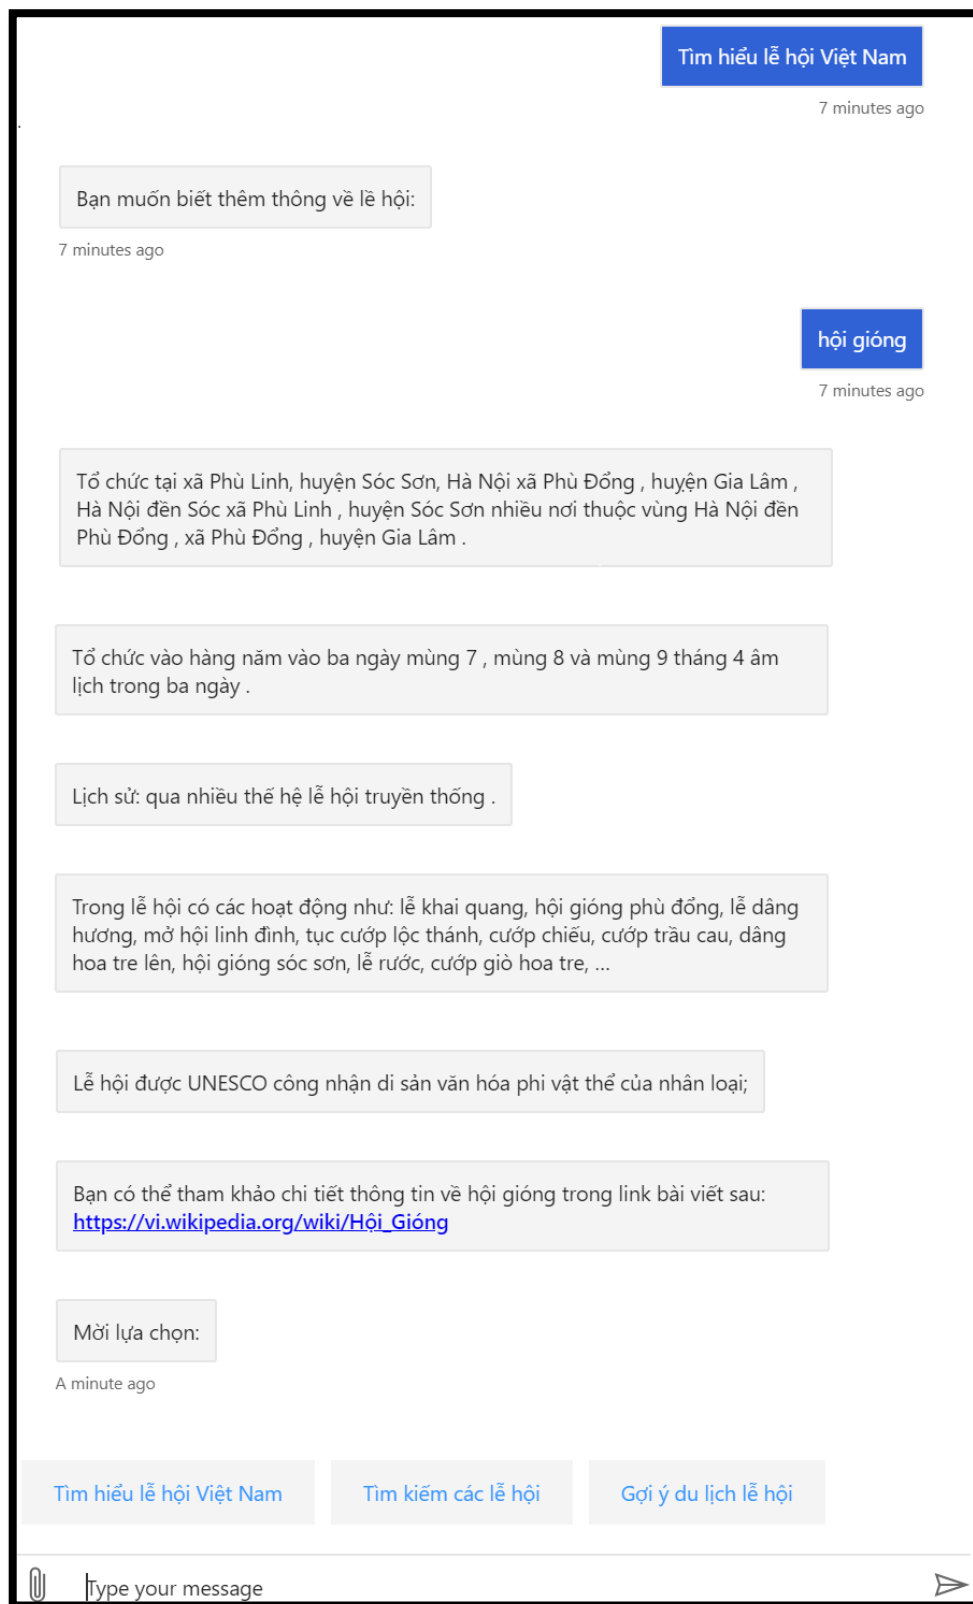 Tìm hiểu lễ hội Việt Nam
7 minutes ago
Bạn muốn biết thêm thông về lề hội:
7 minutes ago
hội gióng
7 minutes ago
Tổ chức tại xã Phù Linh, huyện Sóc Sơn, Hà Nội xã Phù Đổng , huyện Gia Lâm ,
Hà Nội đền Sóc xã Phù Linh , huyện Sóc Sơn nhiều nơi thuộc vùng Hà Nội đền
Phù Đổng , xã Phù Đổng , huyện Gia Lâm .
Tổ chức vào hàng năm vào ba ngày mùng 7 , mùng 8 và mùng 9 tháng 4 âm
lịch trong ba ngày .
Lịch sử: qua nhiều thế hệ lễ hội truyền thống .
Trong lễ hội có các hoạt động như: lễ khai quang, hội gióng phù đổng, lễ dâng
hương, mở hội linh đình, tục cướp lộc thánh, cướp chiếu, cướp trầu cau, dâng
hoa tre lên, hội gióng sóc sơn, lễ rước, cướp giò hoa tre, ...
Lễ hội được UNESCO công nhận di sản văn hóa phi vật thể của nhân loại;
Bạn có thể tham khảo chi tiết thông tin về hội gióng trong link bài viết sau:
https://vi.wikipedia.org/wiki/Hội_Gióng
Mời lựa chọn:
A minute ago
Tìm hiểu lễ hội Việt Nam
Tìm kiếm các lễ hội
Gợi ý du lịch lễ hội
Type your message